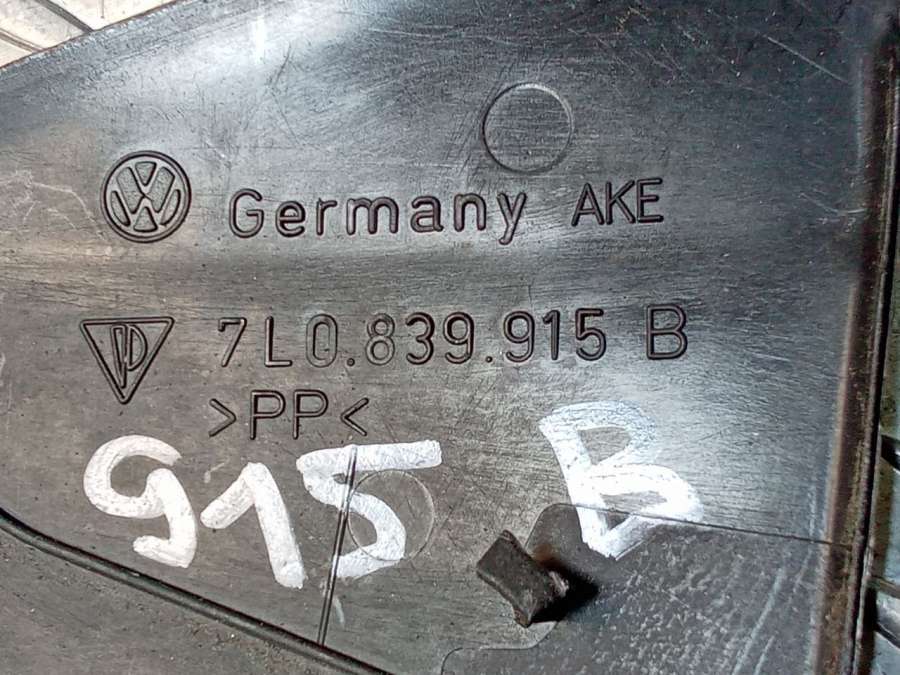 Germany AKE
7L0.839.915 B
>PP<
915 B